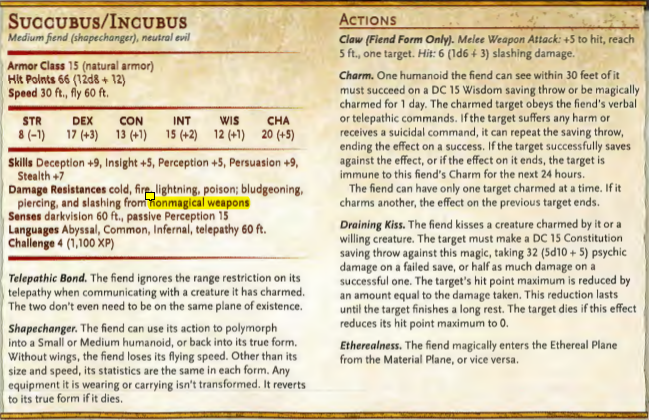 SUCCUBUS/INCUBUS
Medium fiend (shapechanger), neutral evil
Armor Class 15 (natural armor)
Hit Points 66 (12d8 + 12)
Speed 30 ft., fly 60 ft.
STR DEX CON INT WIS CHA
8 (–1) 17 (+3) 13 (+1) 15 (+2) 12 (+1) 20 (+5)
Skills Deception +9, Insight +5, Perception +5, Persuasion +9,
Stealth +7
Damage Resistances cold, fire, lightning, poison; bludgeoning,
piercing, and slashing from nonmagical weapons
Senses darkvision 60 ft., passive Perception 15
Languages Abyssal, Common, Infernal, telepathy 60 ft.
Challenge 4 (1,100 XP)
Telepathic Bond. The fiend ignores the range restriction on its
telepathy when communicating with a creature it has charmed.
The two don't even need to be on the same plane of existence.
Shapechanger. The fiend can use its action to polymorph
into a Small or Medium humanoid, or back into its true form.
Without wings, the fiend loses its flying speed. Other than its
size and speed, its statistics are the same in each form. Any
equipment it is wearing or carrying isn't transformed. It reverts
to its true form if it dies.
ACTIONS
Claw (Fiend Form Only). Melee Weapon Attack: +5 to hit, reach
5 ft., one target. Hit: 6 (1d6 + 3) slashing damage.
Charm. One humanoid the fiend can see within 30 feet of it
must succeed on a DC 15 Wisdom saving throw or be magically
charmed for 1 day. The charmed target obeys the fiend's verbal
or telepathic commands. If the target suffers any harm or
receives a suicidal command, it can repeat the saving throw,
ending the effect on a success. If the target successfully saves
against the effect, or if the effect on it ends, the target is
immune to this fiend's Charm for the next 24 hours.
The fiend can have only one target charmed at a time. If it
charms another, the effect on the previous target ends.
Draining Kiss. The fiend kisses a creature charmed by it or a
willing creature. The target must make a DC 15 Constitution
saving throw against this magic, taking 32 (5d10 + 5) psychic
damage on a failed save, or half as much damage on a
successful one. The target's hit point maximum is reduced by
an amount equal to the damage taken. This reduction lasts
until the target finishes a long rest. The target dies if this effect
reduces its hit point maximum to 0.
Etherealness. The fiend magically enters the Ethereal Plane
from the Material Plane, or vice versa.